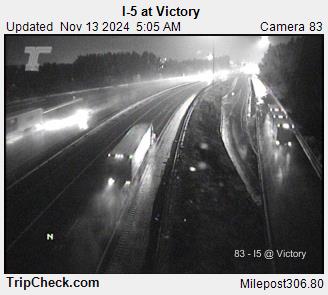 I-5 at Victory
Updated  Nov 13 2024  5:05 AM
Camera 83
T
N
83 - I5 @ Victory
TripCheck.com
Milepost306.80